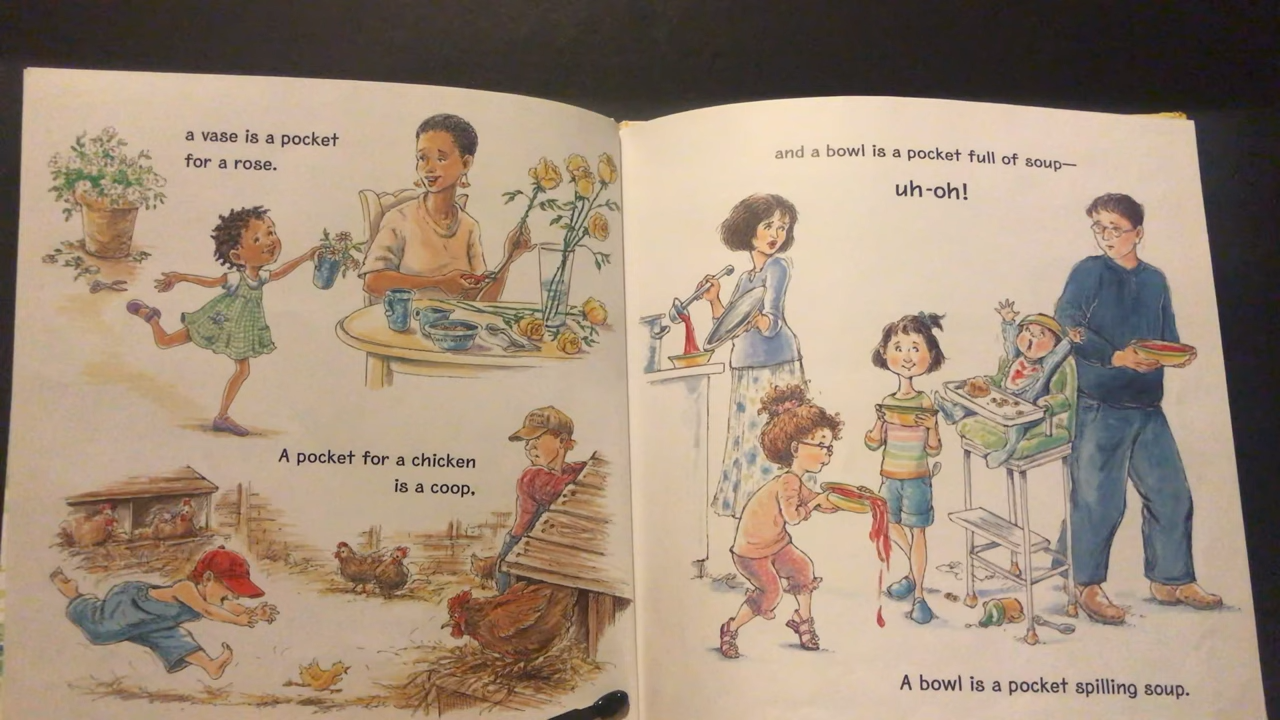 a vase is a pocket
for a rose.
A pocket for a chicken
is a coop,
and a bowl is a pocket full of soup—
uh-oh!
A bowl is a pocket spilling soup.